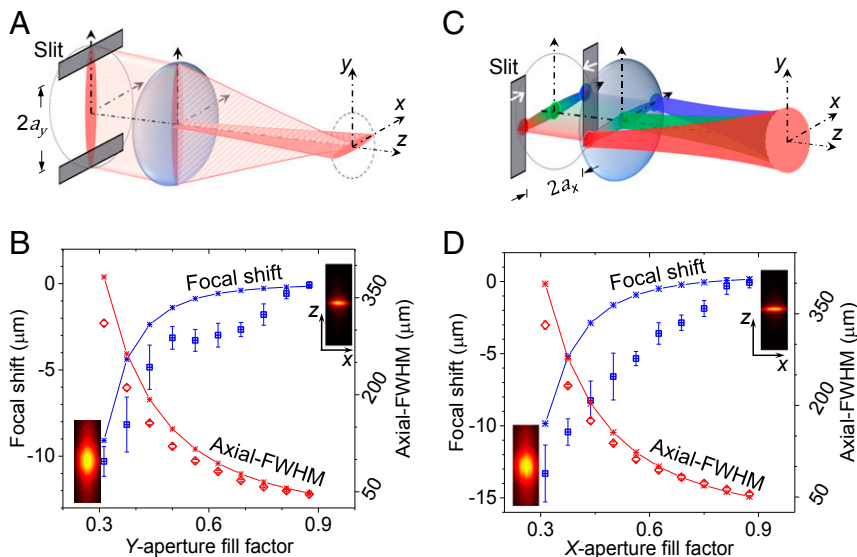 A
Slit
2a_y
y
x
z
C
Slit
2a_x
y
x
z
B
Focal shift
Axial-FWHM
z
x
0
-5
-10
350
200
50
0.3
0.6
0.9
Focal shift (μm)
Axial-FWHM (μm)
Y-aperture fill factor
D
Focal shift
Axial-FWHM
z
x
0
-5
-10
-15
350
200
50
0.3
0.6
0.9
Focal shift (μm)
Axial-FWHM (μm)
X-aperture fill factor